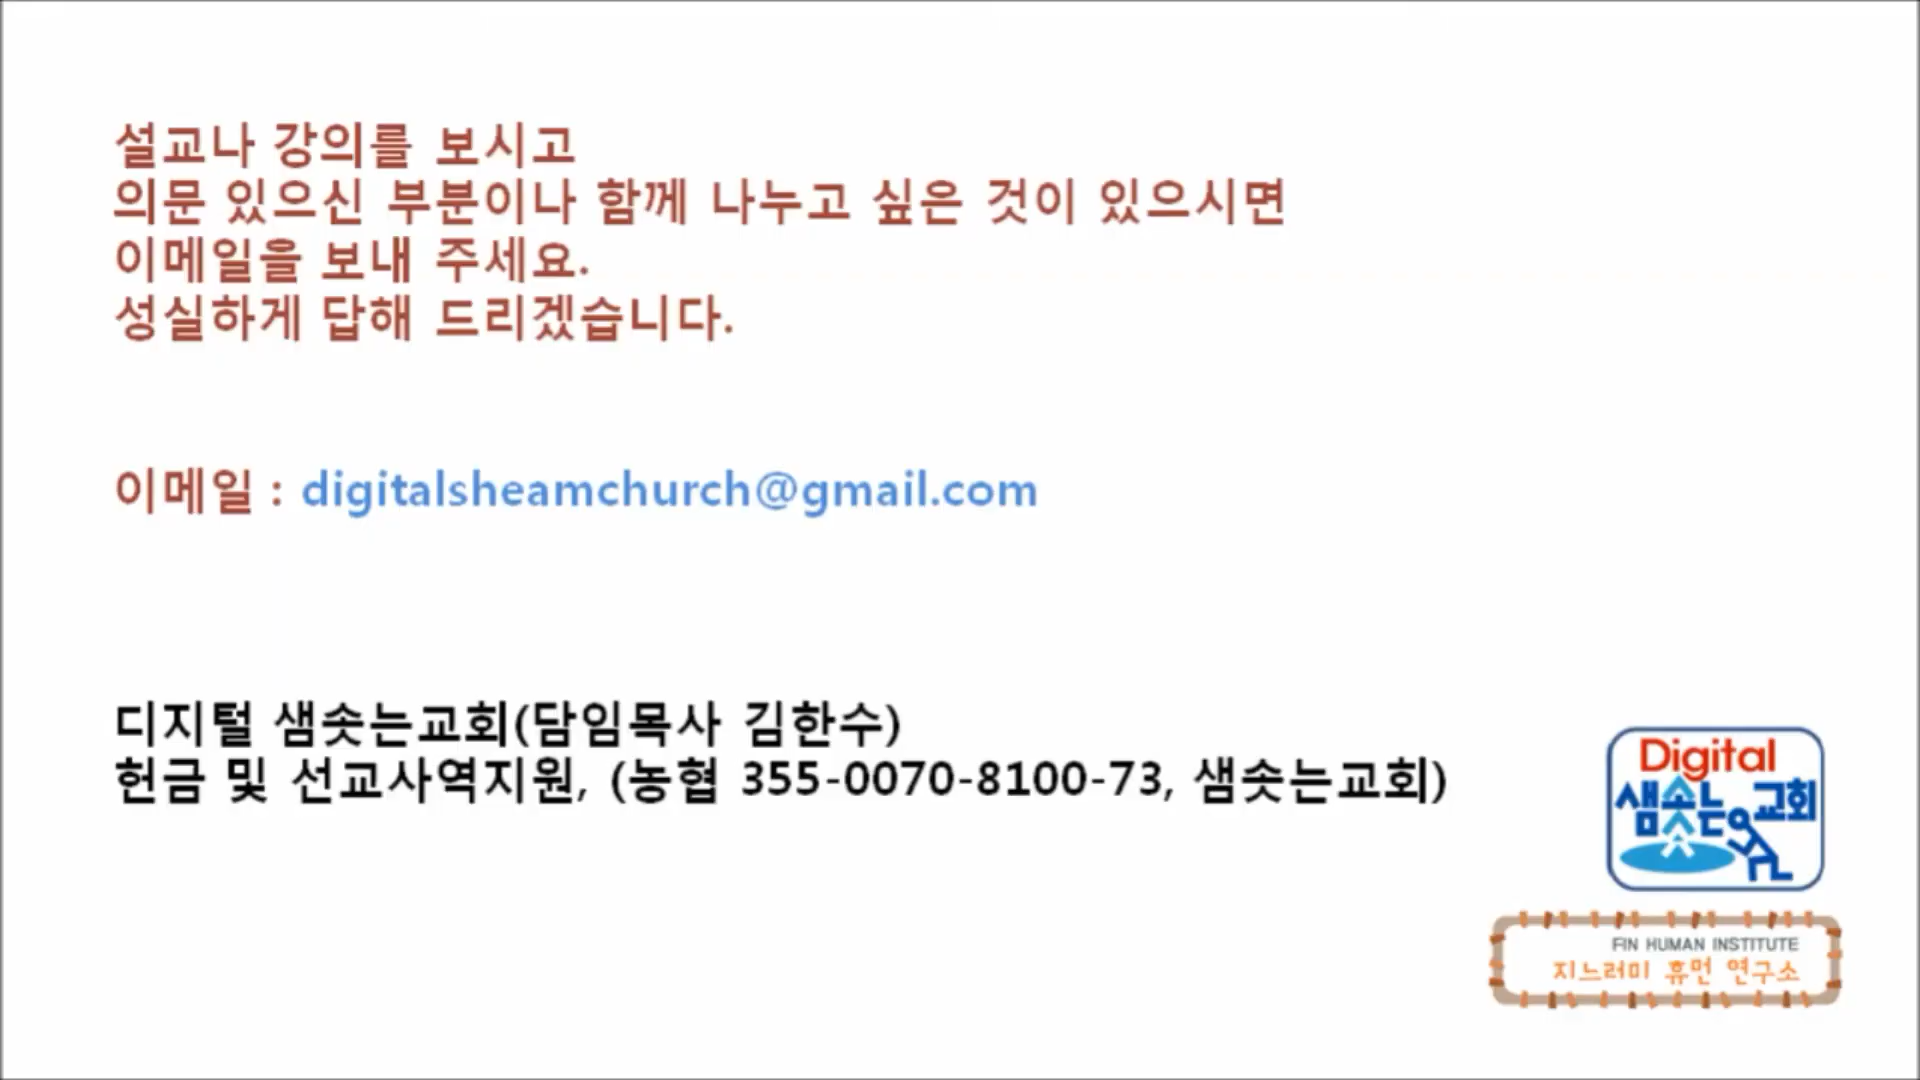 설교나 강의를 보시고
의문 있으신 부분이나 함께 나누고 싶은 것이 있으시면
이메일을 보내 주세요.
성실하게 답해 드리겠습니다.
이메일 : digitalsheamchurch@gmail.com
디지털 샘솟는교회(담임목사 김한수)
헌금 및 선교사역지원, (농협 355-0070-8100-73, 샘솟는교회)
Digital
샘솟는교회
FIN HUMAN INSTITUTE
지느러미 휴먼 연구소